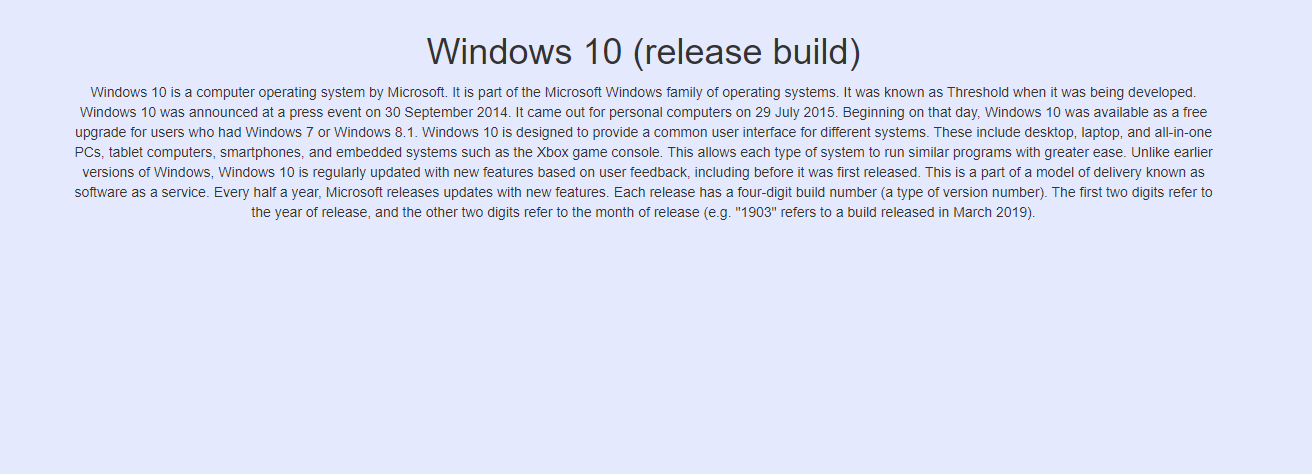 Windows 10 (release build)
Windows 10 is a computer operating system by Microsoft. It is part of the Microsoft Windows family of operating systems. It was known as Threshold when it was being developed.
Windows 10 was announced at a press event on 30 September 2014. It came out for personal computers on 29 July 2015. Beginning on that day, Windows 10 was available as a free
upgrade for users who had Windows 7 or Windows 8.1. Windows 10 is designed to provide a common user interface for different systems. These include desktop, laptop, and all-in-one
PCs, tablet computers, smartphones, and embedded systems such as the Xbox game console. This allows each type of system to run similar programs with greater ease. Unlike earlier
versions of Windows, Windows 10 is regularly updated with new features based on user feedback, including before it was first released. This is a part of a model of delivery known as
software as a service. Every half a year, Microsoft releases updates with new features. Each release has a four-digit build number (a type of version number). The first two digits refer to
the year of release, and the other two digits refer to the month of release (e.g. "1903" refers to a build released in March 2019).